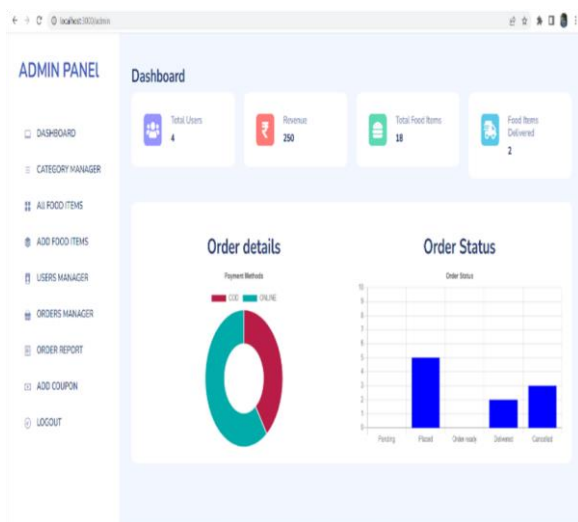 localhost:3000/admin
ADMIN PANEL
DASHBOARD
CATEGORY MANAGER
All FOOD ITEMS
ADD FOOD ITEMS
USERS MANAGER
ORDERS MANAGER
ORDER REPORT
ADD COUPON
LOGOUT
Dashboard
Total Users
4
Revenue
250
Total Food Items
18
Food Items
Delivered
2
Order details
Payment Methods
COD ONLINE
Order Status
Order Status
10
9
8
7
6
5
4
3
2
1
0
Pending Placed Order ready Delivered Canceled